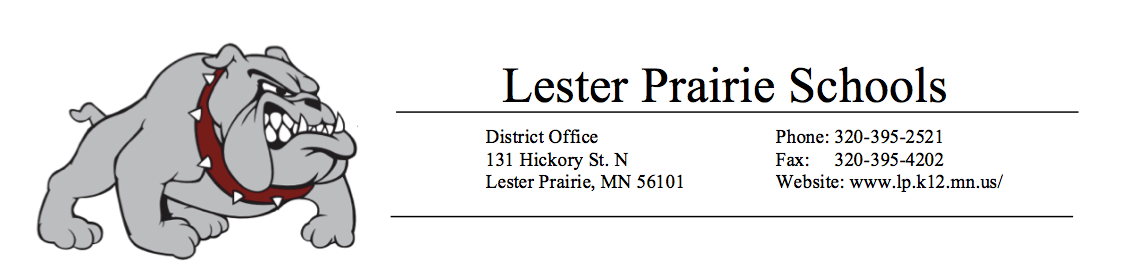 Lester Prairie Schools
District Office
131 Hickory St. N
Lester Prairie, MN 56101
Phone: 320-395-2521
Fax: 320-395-4202
Website: www.lp.k12.mn.us/